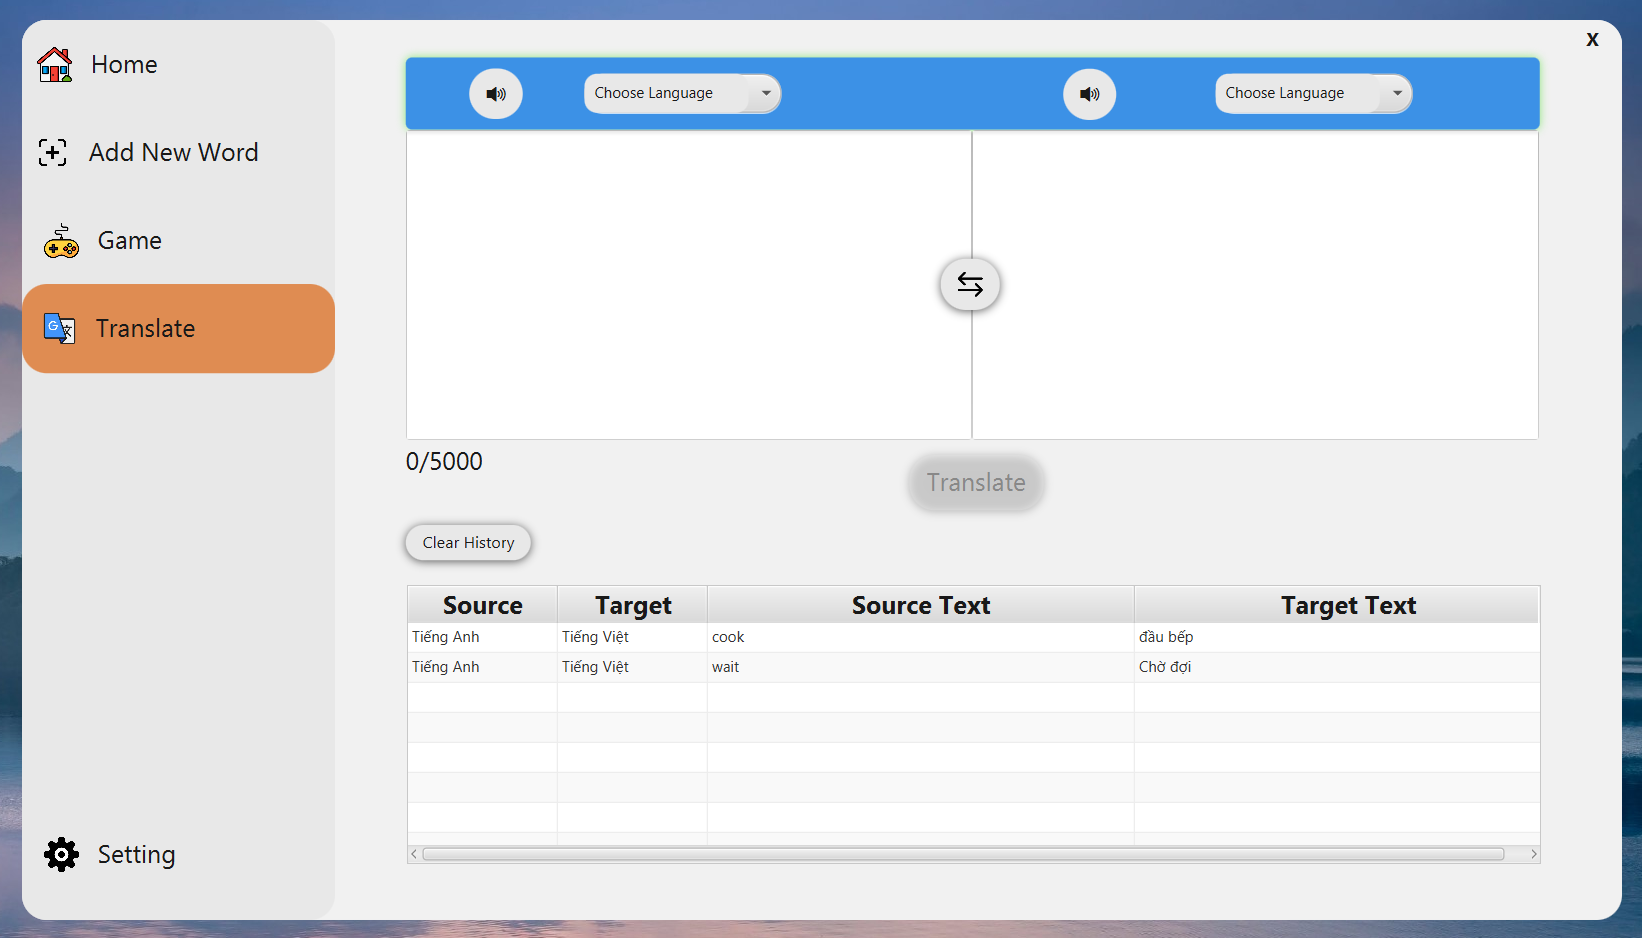 X
Home
Add New Word
Game
Translate
Setting
Choose Language
Choose Language
0/5000
Translate
Clear History
Source Target Source Text Target Text
Tiếng Anh Tiếng Việt cook đầu bếp
Tiếng Anh Tiếng Việt wait Chờ đợi